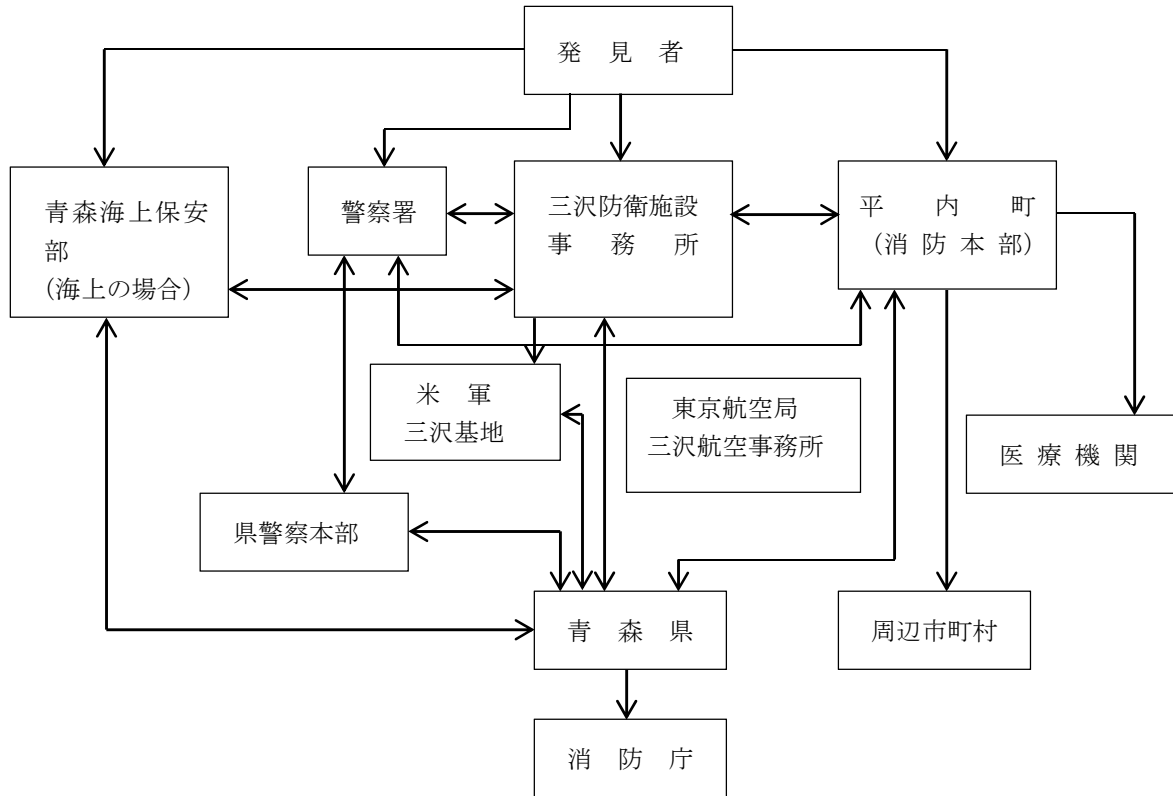 発見者
青森海上保安
部
(海上の場合)
警察署
三沢防衛施設
事務所
平内町
(消防本部)
米軍
三沢基地
東京航空局
三沢航空事務所
医療機関
県警察本部
青森県
周辺市町村
消防庁